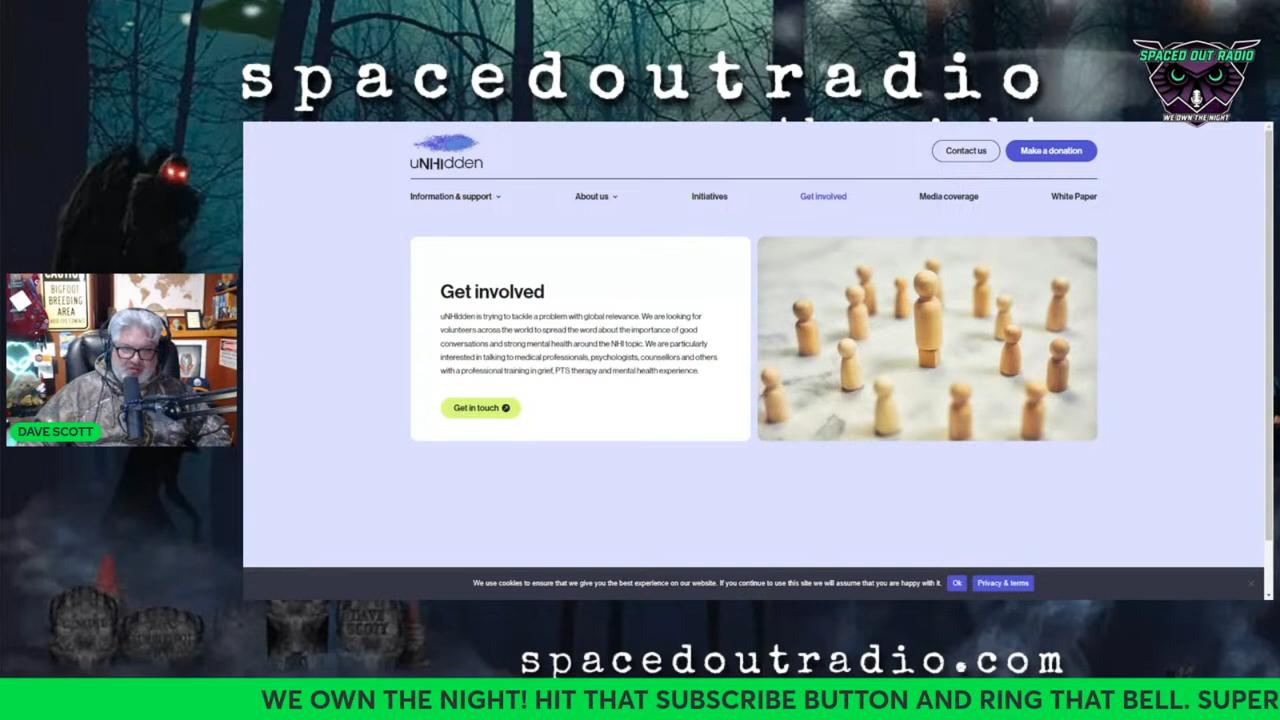 spacedoutradio
SPACED OUT RADIO
WE OWN THE NIGHT
uNHIdden
Contact us
Make a donation
Information & support
About us
Initiatives
Get involved
Media coverage
White Paper
Get involved
uNHIdden is trying to tackle a problem with global relevance. We are looking for
volunteers across the world to spread the word about the importance of good
conversations and strong mental health around the NHI topic. We are particularly
interested in talking to medical professionals, psychologists, counsellors and others
with a professional training in grief, PTS therapy and mental health experience.
Get in touch
CAUTION
BIGFOOT
BREEDING
AREA
DAVE SCOTT
We use cookies to ensure that we give you the best experience on our website. If you continue to use this site we will assume that you are happy with it.
Ok
Privacy & terms
DAVE
SCOTT
spacedoutradio.com
WE OWN THE NIGHT! HIT THAT SUBSCRIBE BUTTON AND RING THAT BELL. SUPER